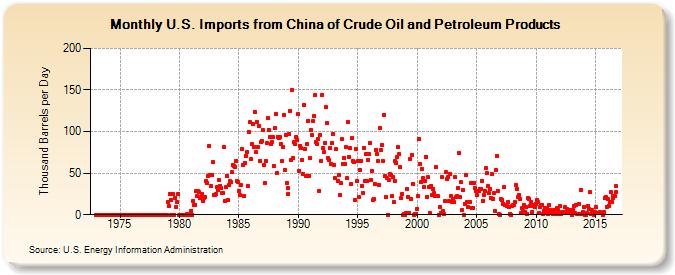 Monthly U.S. Imports from China of Crude Oil and Petroleum Products
Thousand Barrels per Day
200
150
100
50
0
1975 1980 1985 1990 1995 2000 2005 2010 2015
Source: U.S. Energy Information Administration